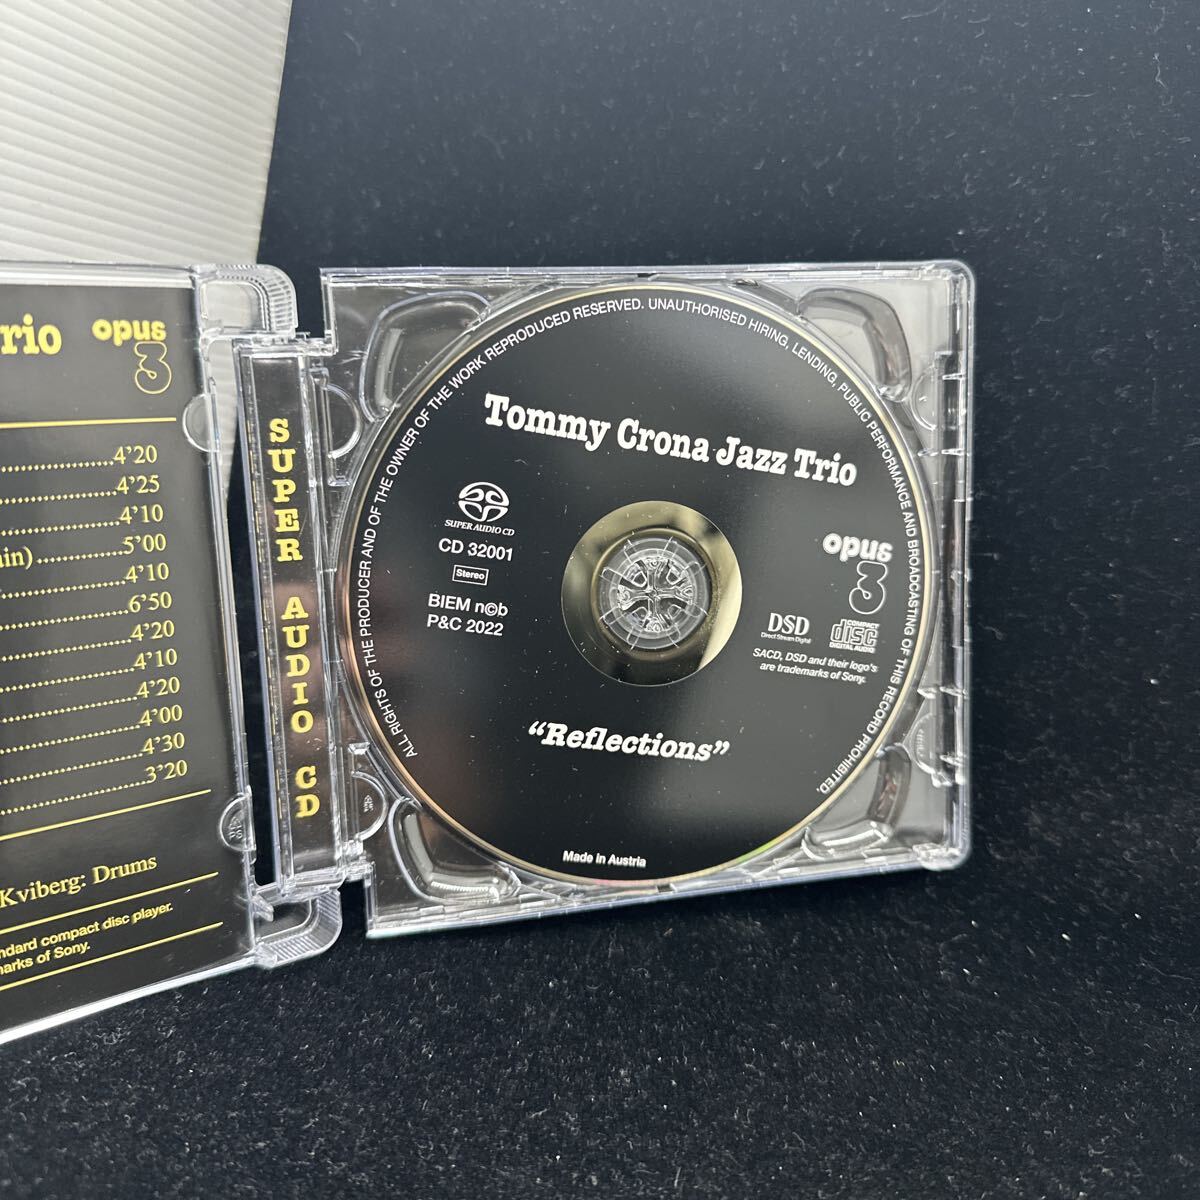 rio
opus
3
4'20
4'25
4'10
ain) 5'00
4'10
6'50
4'20
4'10
4'20
4'00
4'30
3'20
Kviberg: Drums
ndard compact disc player.
marks of Sony.
SUPER AUDIO CD
ALL RIGHTS OF THE PRODUCER AND OF THE OWNER OF THE WORK REPRODUCED RESERVED. UNAUTHORISED HIRING, LENDING, PUBLIC PERFORMANCE AND BROADCASTING OF THIS RECORD PROHIBITED.
Tommy Crona Jazz Trio
SUPER AUDIO CD
CD 32001
Stereo
BIEM n©b
P&C 2022
opus
3
DSD
Direct Stream Digital
COMPACT
disc
DIGITAL AUDIO
SACD, DSD and their logo's
are trademarks of Sony.
“Reflections”
Made in Austria